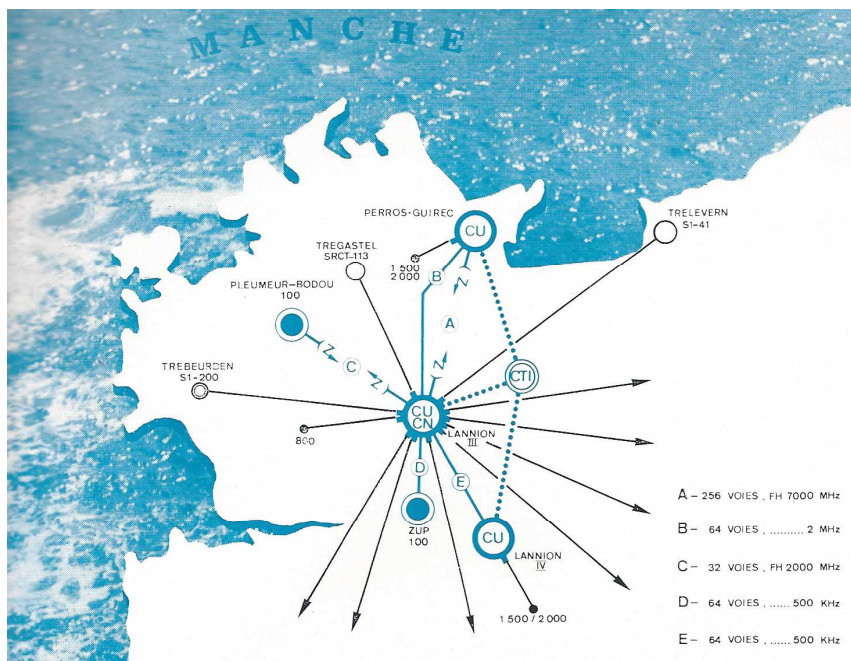 MANCHE
PERROS-GUIREC
CU
TRELEVERN
S1-41
TREGASTEL
SRCT-113
1 500
2 000
B
PLEUMEUR-BODOU
100
A
Z
Z
Z
C
Z
TREBEURDEN
S1-200
CTI
CU
CN
LANNION
III
800
D
E
ZUP
100
CU
LANNION
IV
1 500 / 2 000
A - 256 VOIES , FH 7000 MHz
B - 64 VOIES , .......... 2 MHz
C - 32 VOIES , FH 2000 MHz
D - 64 VOIES , ...... 500 KHz
E - 64 VOIES , ...... 500 KHz